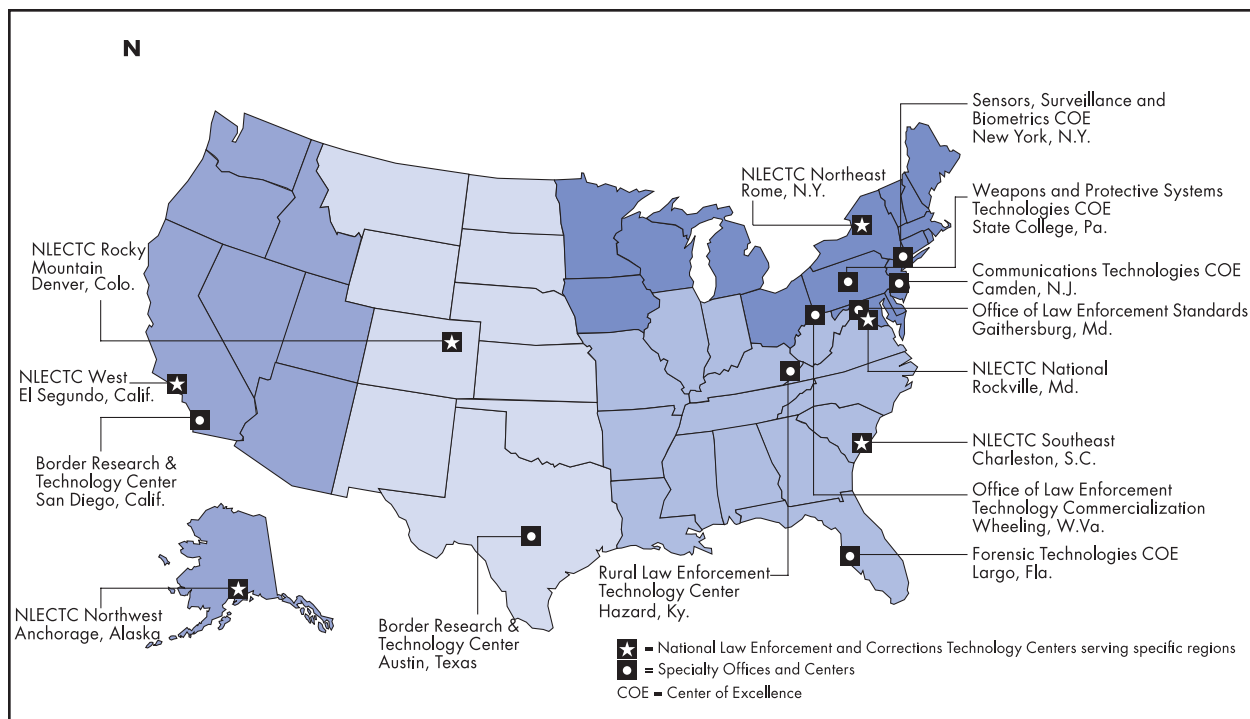 N
Sensors, Surveillance and
Biometrics COE
New York, N.Y.
NLECTC Northeast
Rome, N.Y.
Weapons and Protective Systems
Technologies COE
State College, Pa.
NLECTC Rocky
Mountain
Denver, Colo.
Communications Technologies COE
Camden, N.J.
Office of Law Enforcement Standards
Gaithersburg, Md.
NLECTC West
El Segundo, Calif.
NLECTC National
Rockville, Md.
Border Research &
Technology Center
San Diego, Calif.
NLECTC Southeast
Charleston, S.C.
Office of Law Enforcement
Technology Commercialization
Wheeling, W.Va.
Forensic Technologies COE
Largo, Fla.
Rural Law Enforcement
Technology Center
Hazard, Ky.
NLECTC Northwest
Anchorage, Alaska
Border Research &
Technology Center
Austin, Texas
= National Law Enforcement and Corrections Technology Centers serving specific regions
= Specialty Offices and Centers
COE = Center of Excellence